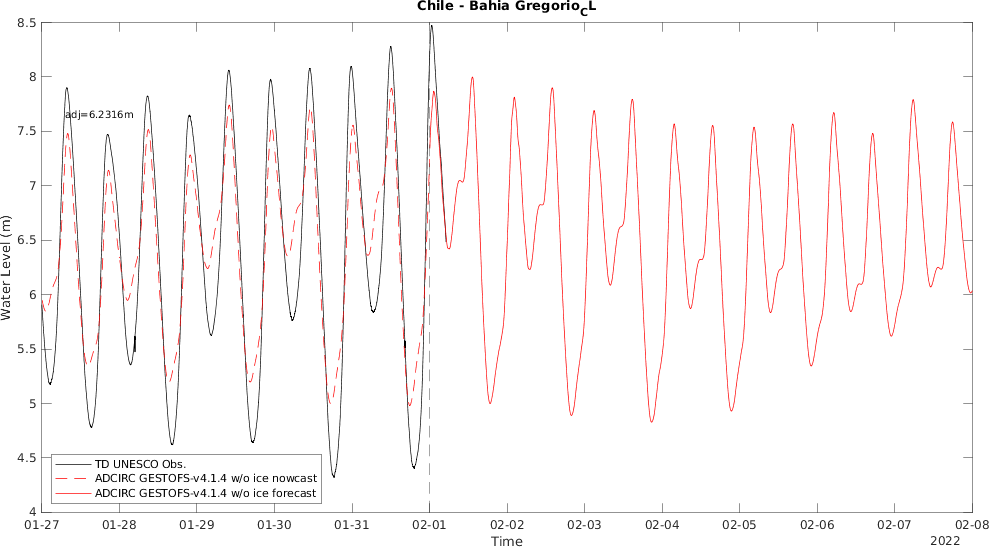 Chile - Bahia Gregorio_CL
8.5
8
7.5
7
6.5
6
5.5
5
4.5
4
Water Level (m)
adj=6.2316m
TD UNESCO Obs.
ADCIRC GESTOFS-v4.1.4 w/o ice nowcast
ADCIRC GESTOFS-v4.1.4 w/o ice forecast
01-27 01-28 01-29 01-30 01-31 02-01 02-02 02-03 02-04 02-05 02-06 02-07 02-08
Time
2022